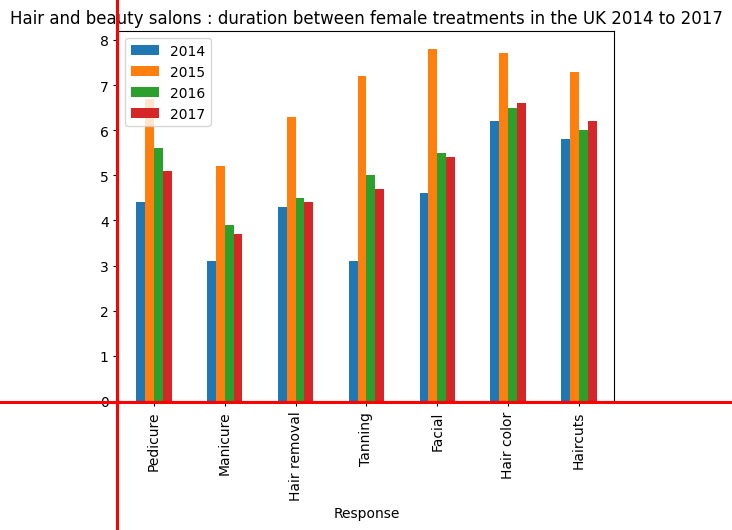 Hair and beauty salons : duration between female treatments in the UK 2014 to 2017
2014
2015
2016
2017
8
7
6
5
4
3
2
1
0
Pedicure
Manicure
Hair removal
Tanning
Facial
Hair color
Haircuts
Response